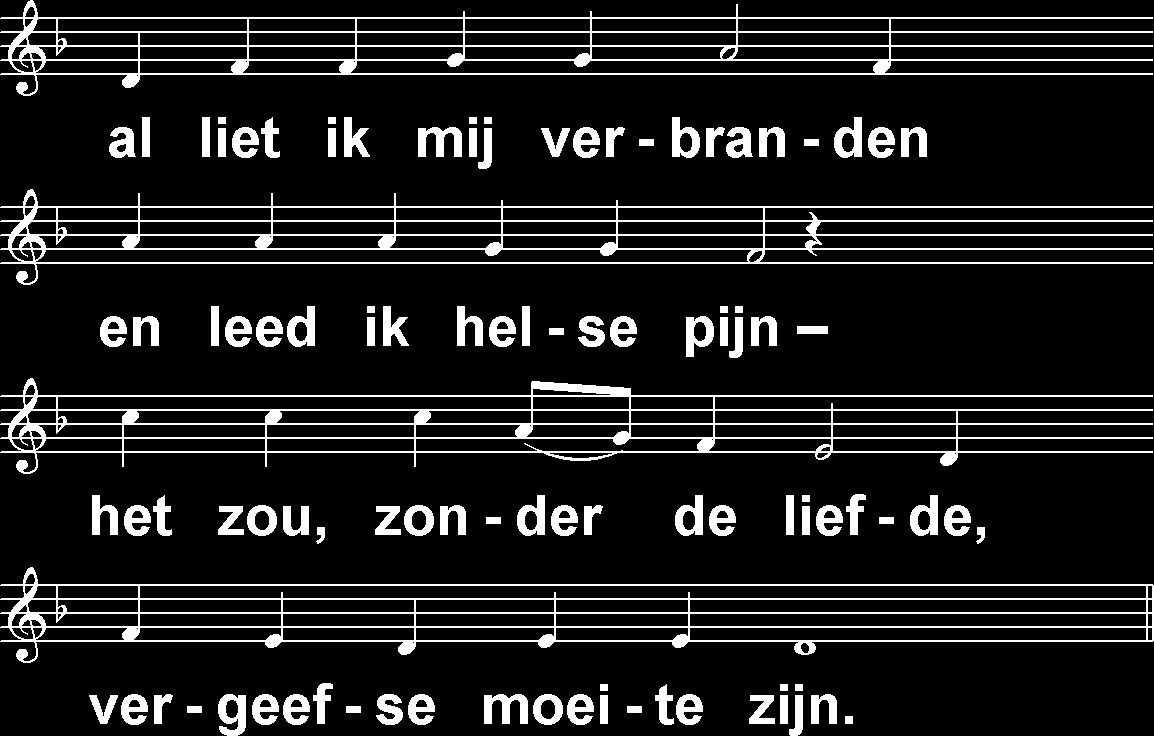 al liet ik mij ver - bran - den
en leed ik hel - se pijn –
het zou, zon - der de lief - de,
ver - geef - se moei - te zijn.